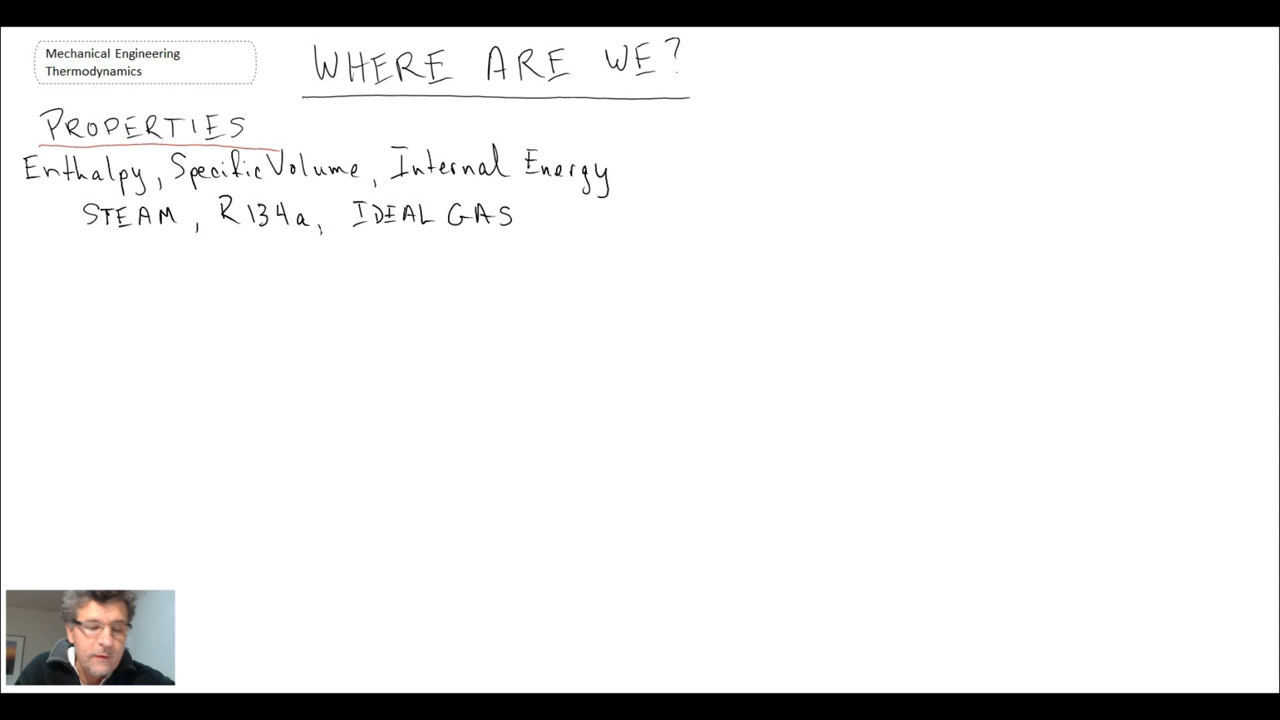 Mechanical Engineering
Thermodynamics
WHERE ARE WE?
PROPERTIES
Enthalpy, Specific Volume, Internal Energy
STEAM, R134a, IDEAL GAS